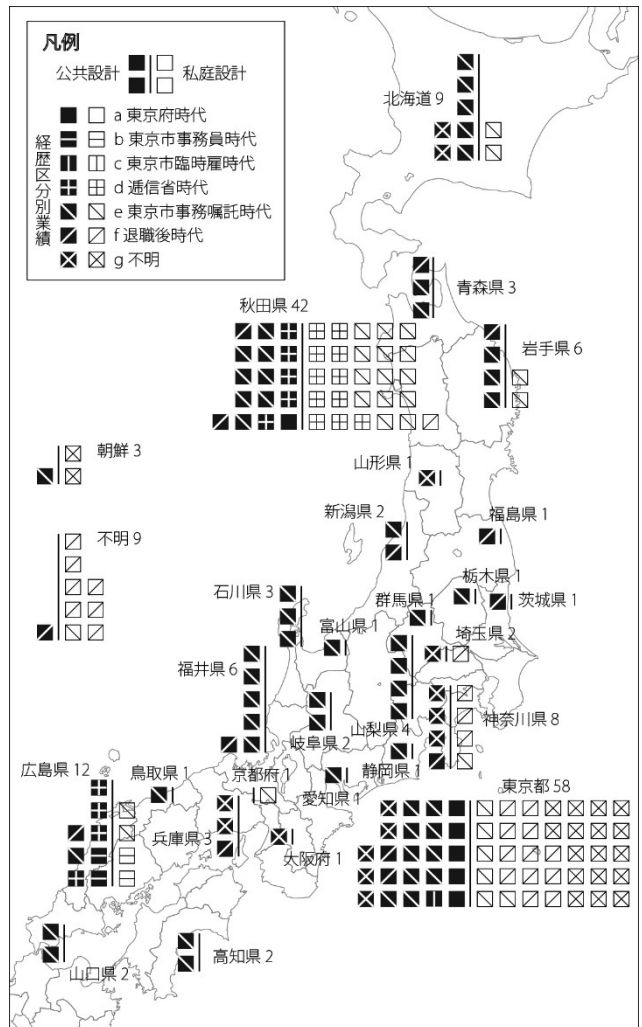 凡例
公共設計 私庭設計
経歴区分別業績
a 東京府時代
b 東京市事務員時代
c 東京市臨時雇時代
d 逓信省時代
e 東京市事務嘱託時代
f 退職後時代
g 不明
北海道 9
青森県 3
秋田県 42
岩手県 6
朝鮮 3
山形県 1
新潟県 2
福島県 1
不明 9
栃木県 1
石川県 3
群馬県 1
茨城県 1
富山県 1
埼玉県 2
福井県 6
神奈川県 8
山梨県 4
岐阜県 2
静岡県 1
広島県 12
鳥取県 1
京都府 1
愛知県 1
東京都 58
兵庫県 3
大阪府 1
山口県 2
高知県 2